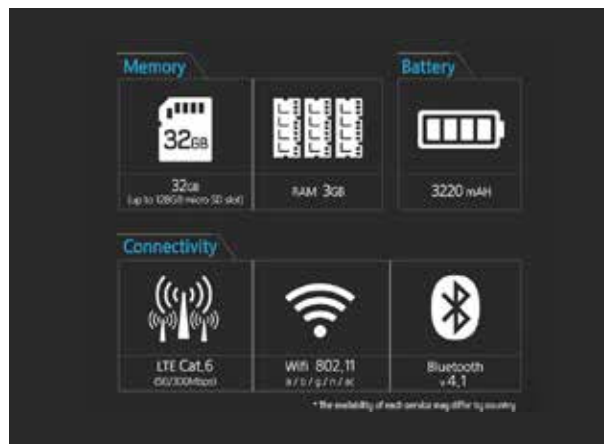 Memory
Battery
32GB
32GB
(up to 128GB micro SD slot)
RAM 3GB
3220 mAH
Connectivity
LTE Cat.6
(50/300Mbps)
Wifi 802.11
a / b / g / n / ac
Bluetooth
v 4.1
* The availability of each service may differ by country